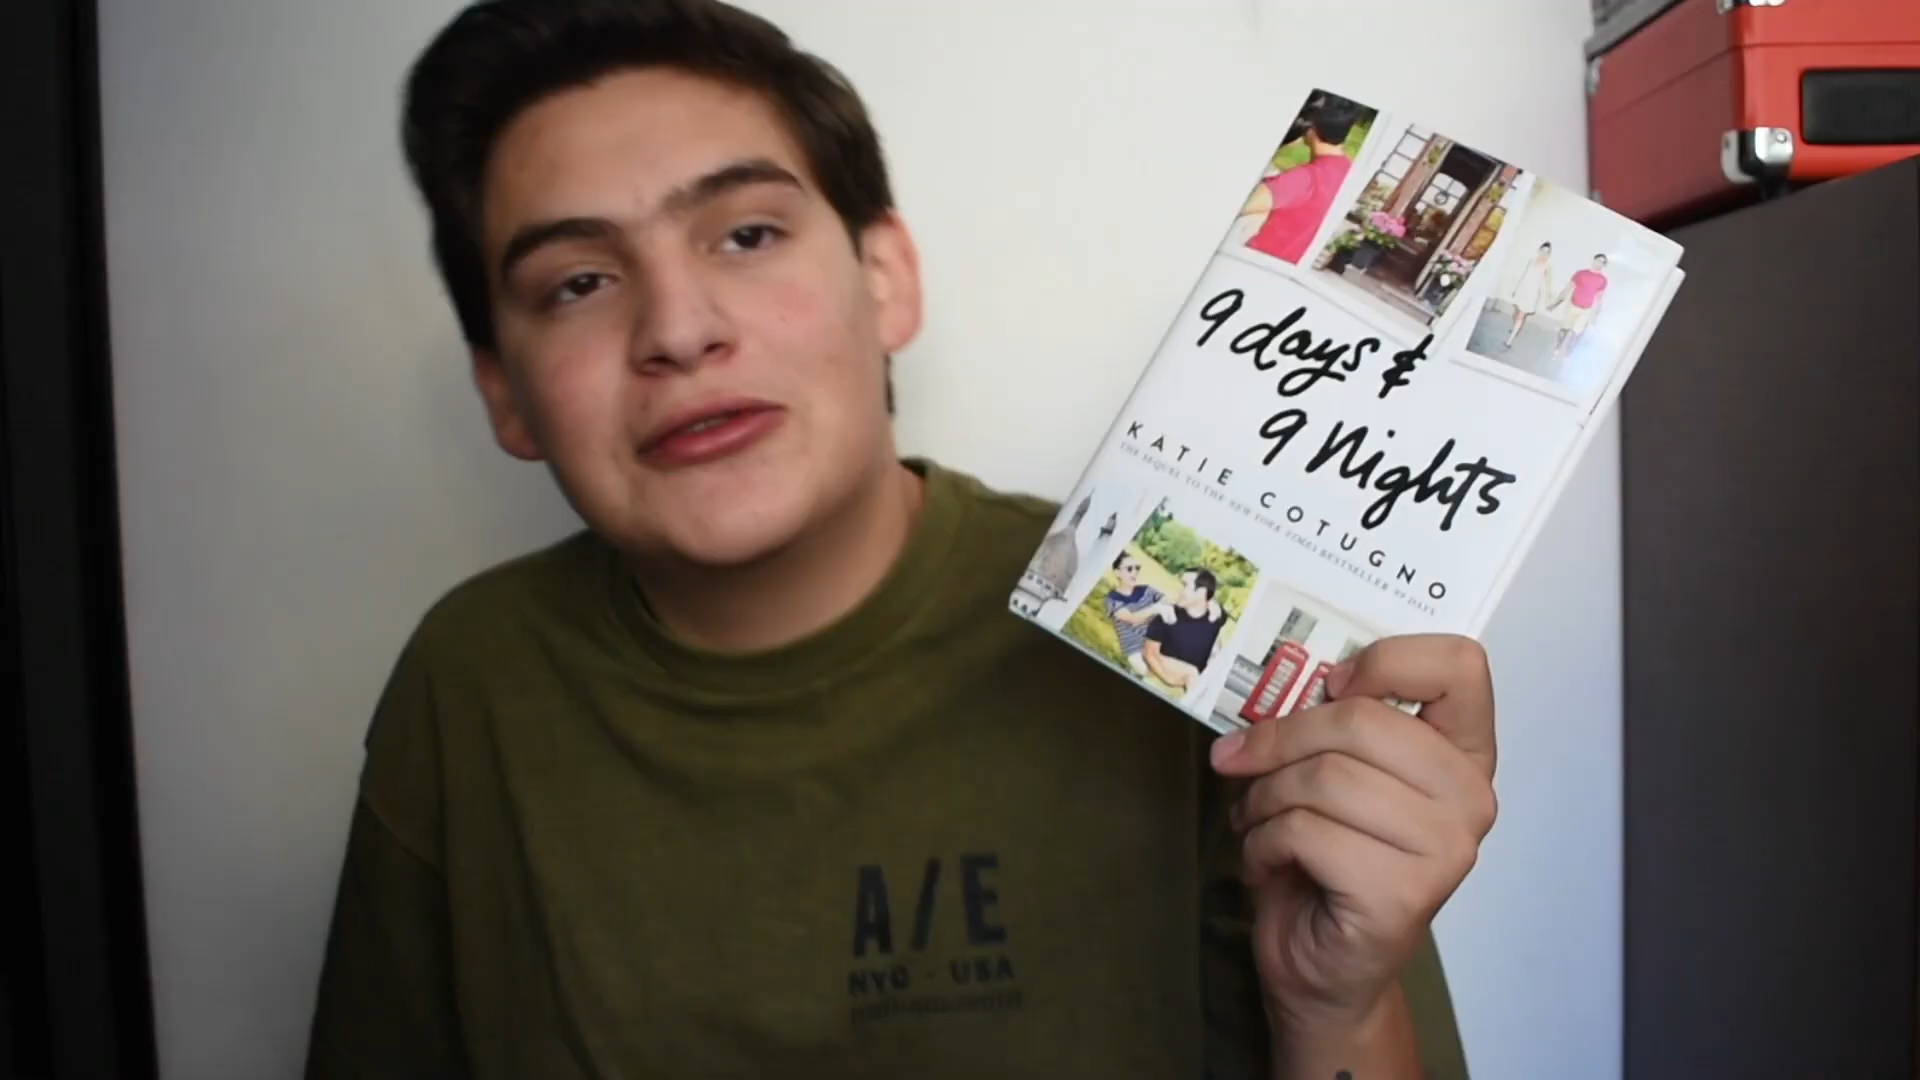 9 days &
9 Nights
KATIE COTUGNO
THE SEQUEL TO THE NEW YORK TIMES BESTSELLER 99 DAYS
A/E
NYC - USA